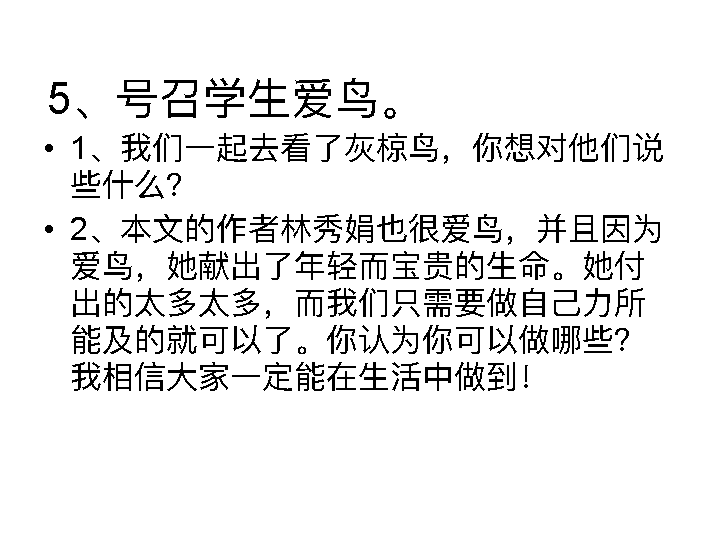 5、号召学生爱鸟。
• 1、我们一起去看了灰椋鸟，你想对他们说
些什么？
• 2、本文的作者林秀娟也很爱鸟，并且因为
爱鸟，她献出了年轻而宝贵的生命。她付
出的太多太多，而我们只需要做自己力所
能及的就可以了。你认为你可以做哪些？
我相信大家一定能在生活中做到！